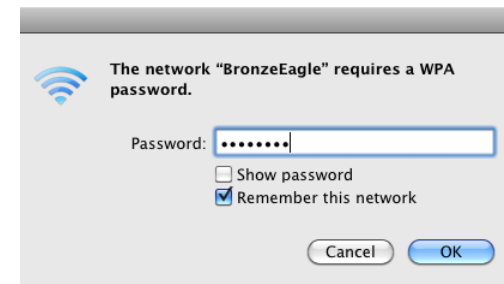 The network “BronzeEagle” requires a WPA
password.
Password: ••••••••
Show password
Remember this network
Cancel OK